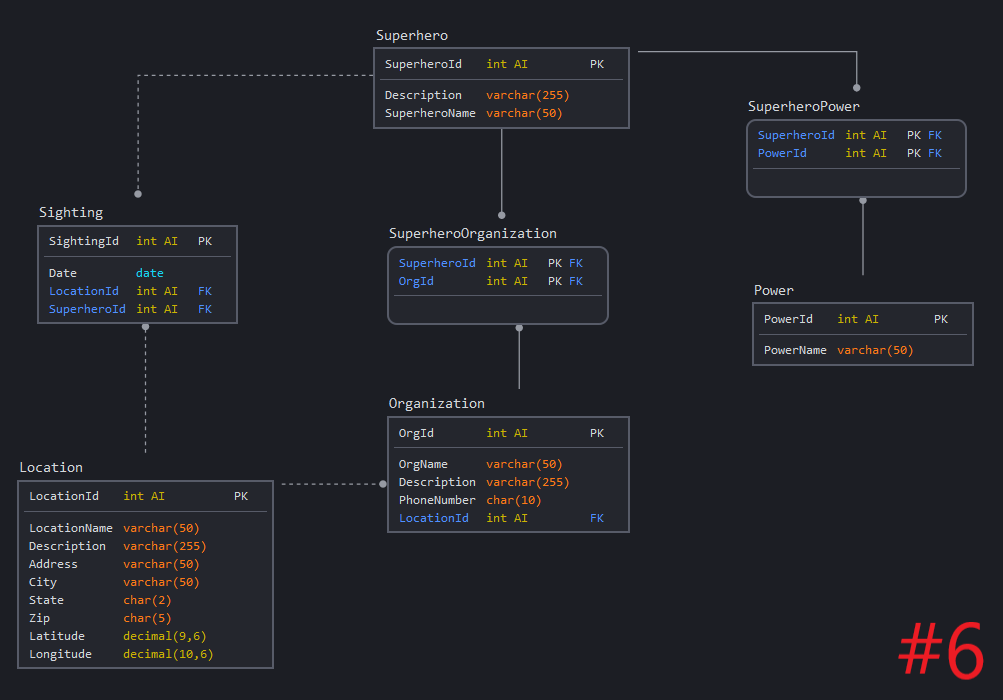 Superhero
SuperheroId int AI PK
Description varchar(255)
SuperheroName varchar(50)
SuperheroPower
SuperheroId int AI PK FK
PowerId int AI PK FK
Sighting
SightingId int AI PK
Date date
LocationId int AI FK
SuperheroId int AI FK
SuperheroOrganization
SuperheroId int AI PK FK
OrgId int AI PK FK
Power
PowerId int AI PK
PowerName varchar(50)
Organization
OrgId int AI PK
OrgName varchar(50)
Description varchar(255)
PhoneNumber char(10)
LocationId int AI FK
Location
LocationId int AI PK
LocationName varchar(50)
Description varchar(255)
Address varchar(50)
City varchar(50)
State char(2)
Zip char(5)
Latitude decimal(9,6)
Longitude decimal(10,6)
#6